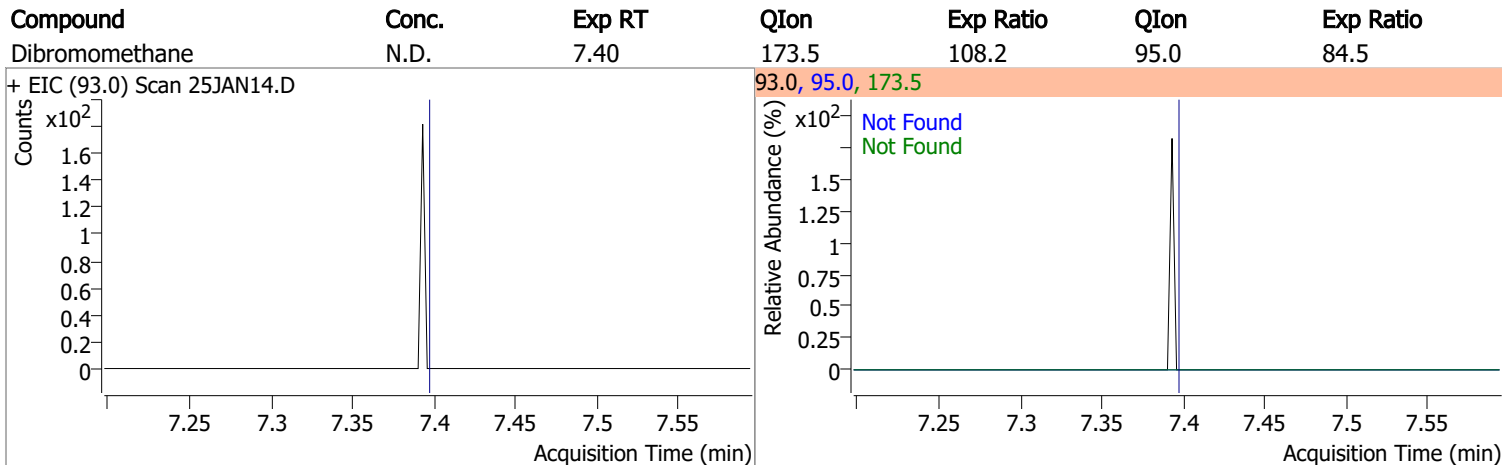 Compound Conc. Exp RT QIon Exp Ratio QIon Exp Ratio
Dibromomethane N.D. 7.40 173.5 108.2 95.0 84.5
+ EIC (93.0) Scan 25JAN14.D
Counts
x10²
1.6
1.4
1.2
1
0.8
0.6
0.4
0.2
0
7.25 7.3 7.35 7.4 7.45 7.5 7.55
Acquisition Time (min)
93.0, 95.0, 173.5
Relative Abundance (%)
x10²
Not Found
Not Found
1.5
1.25
1
0.75
0.5
0.25
0
7.25 7.3 7.35 7.4 7.45 7.5 7.55
Acquisition Time (min)